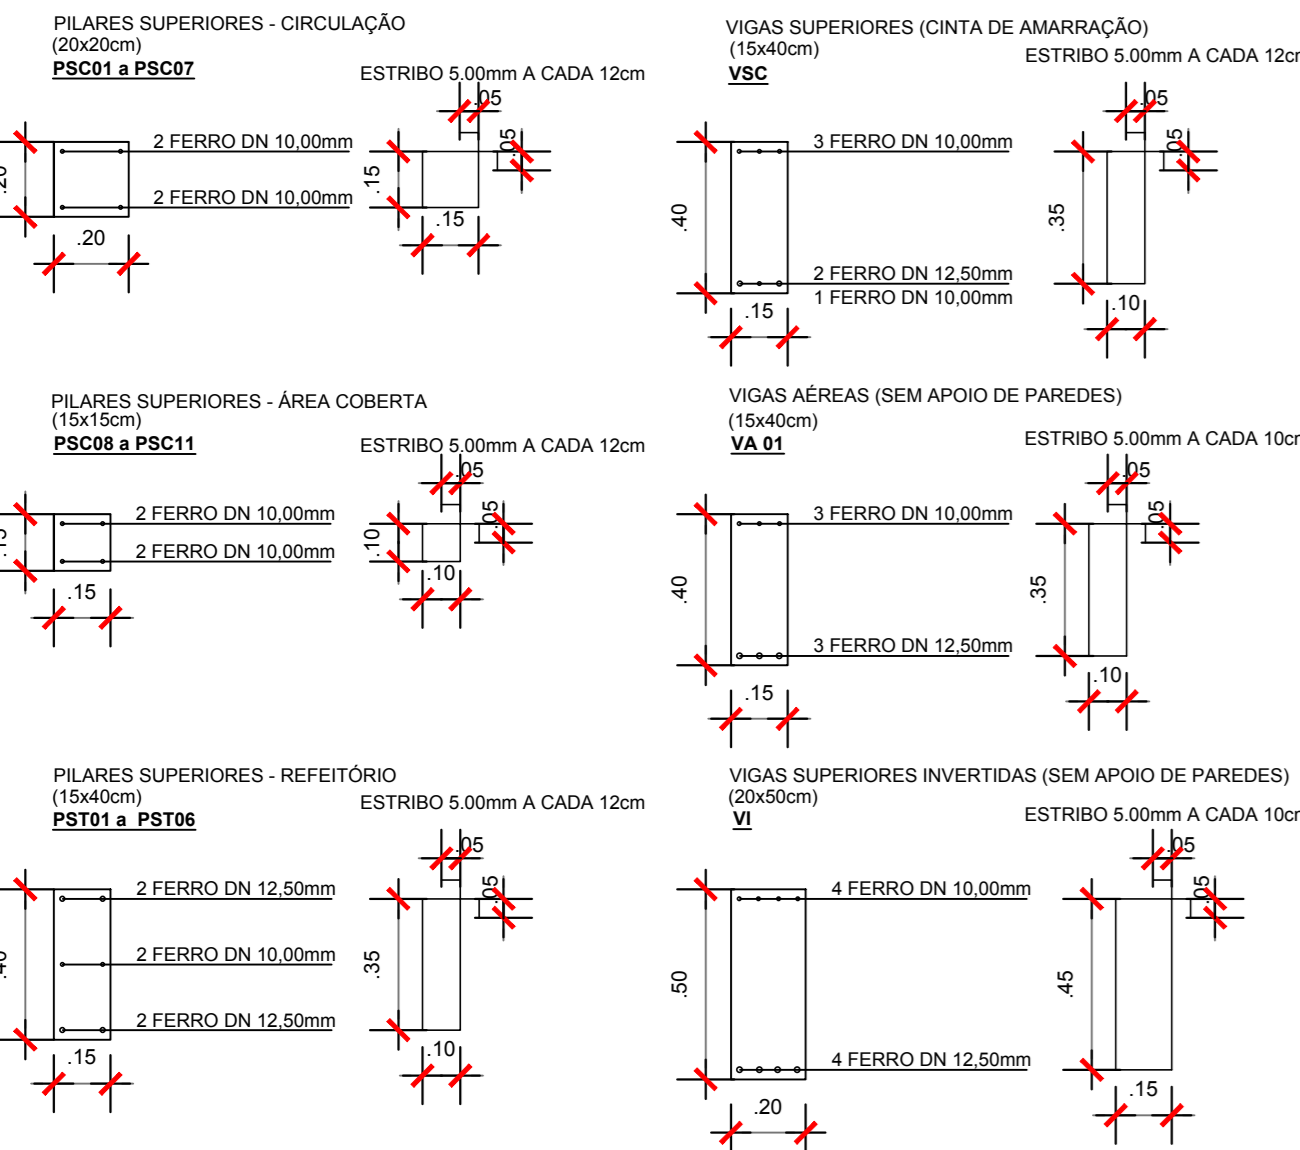 PILARES SUPERIORES - CIRCULAÇÃO
(20x20cm)
PSC01 a PSC07
ESTRIBO 5.00mm A CADA 12cm
.05
.05
2 FERRO DN 10,00mm
2 FERRO DN 10,00mm
.20
.20
.15
.15
VIGAS SUPERIORES (CINTA DE AMARRAÇÃO)
(15x40cm)
VSC
ESTRIBO 5.00mm A CADA 12cm
.05
.05
3 FERRO DN 10,00mm
2 FERRO DN 12,50mm
1 FERRO DN 10,00mm
.40
.15
.35
.10
PILARES SUPERIORES - ÁREA COBERTA
(15x15cm)
PSC08 a PSC11
ESTRIBO 5.00mm A CADA 12cm
.05
.05
2 FERRO DN 10,00mm
2 FERRO DN 10,00mm
.15
.15
.10
.10
VIGAS AÉREAS (SEM APOIO DE PAREDES)
(15x40cm)
VA 01
ESTRIBO 5.00mm A CADA 10cm
.05
.05
3 FERRO DN 10,00mm
3 FERRO DN 12,50mm
.40
.15
.35
.10
PILARES SUPERIORES - REFEITÓRIO
(15x40cm)
PST01 a PST06
ESTRIBO 5.00mm A CADA 12cm
.05
.05
2 FERRO DN 12,50mm
2 FERRO DN 10,00mm
2 FERRO DN 12,50mm
.40
.15
.35
.10
VIGAS SUPERIORES INVERTIDAS (SEM APOIO DE PAREDES)
(20x50cm)
VI
ESTRIBO 5.00mm A CADA 10cm
.05
.05
4 FERRO DN 10,00mm
4 FERRO DN 12,50mm
.50
.20
.45
.15